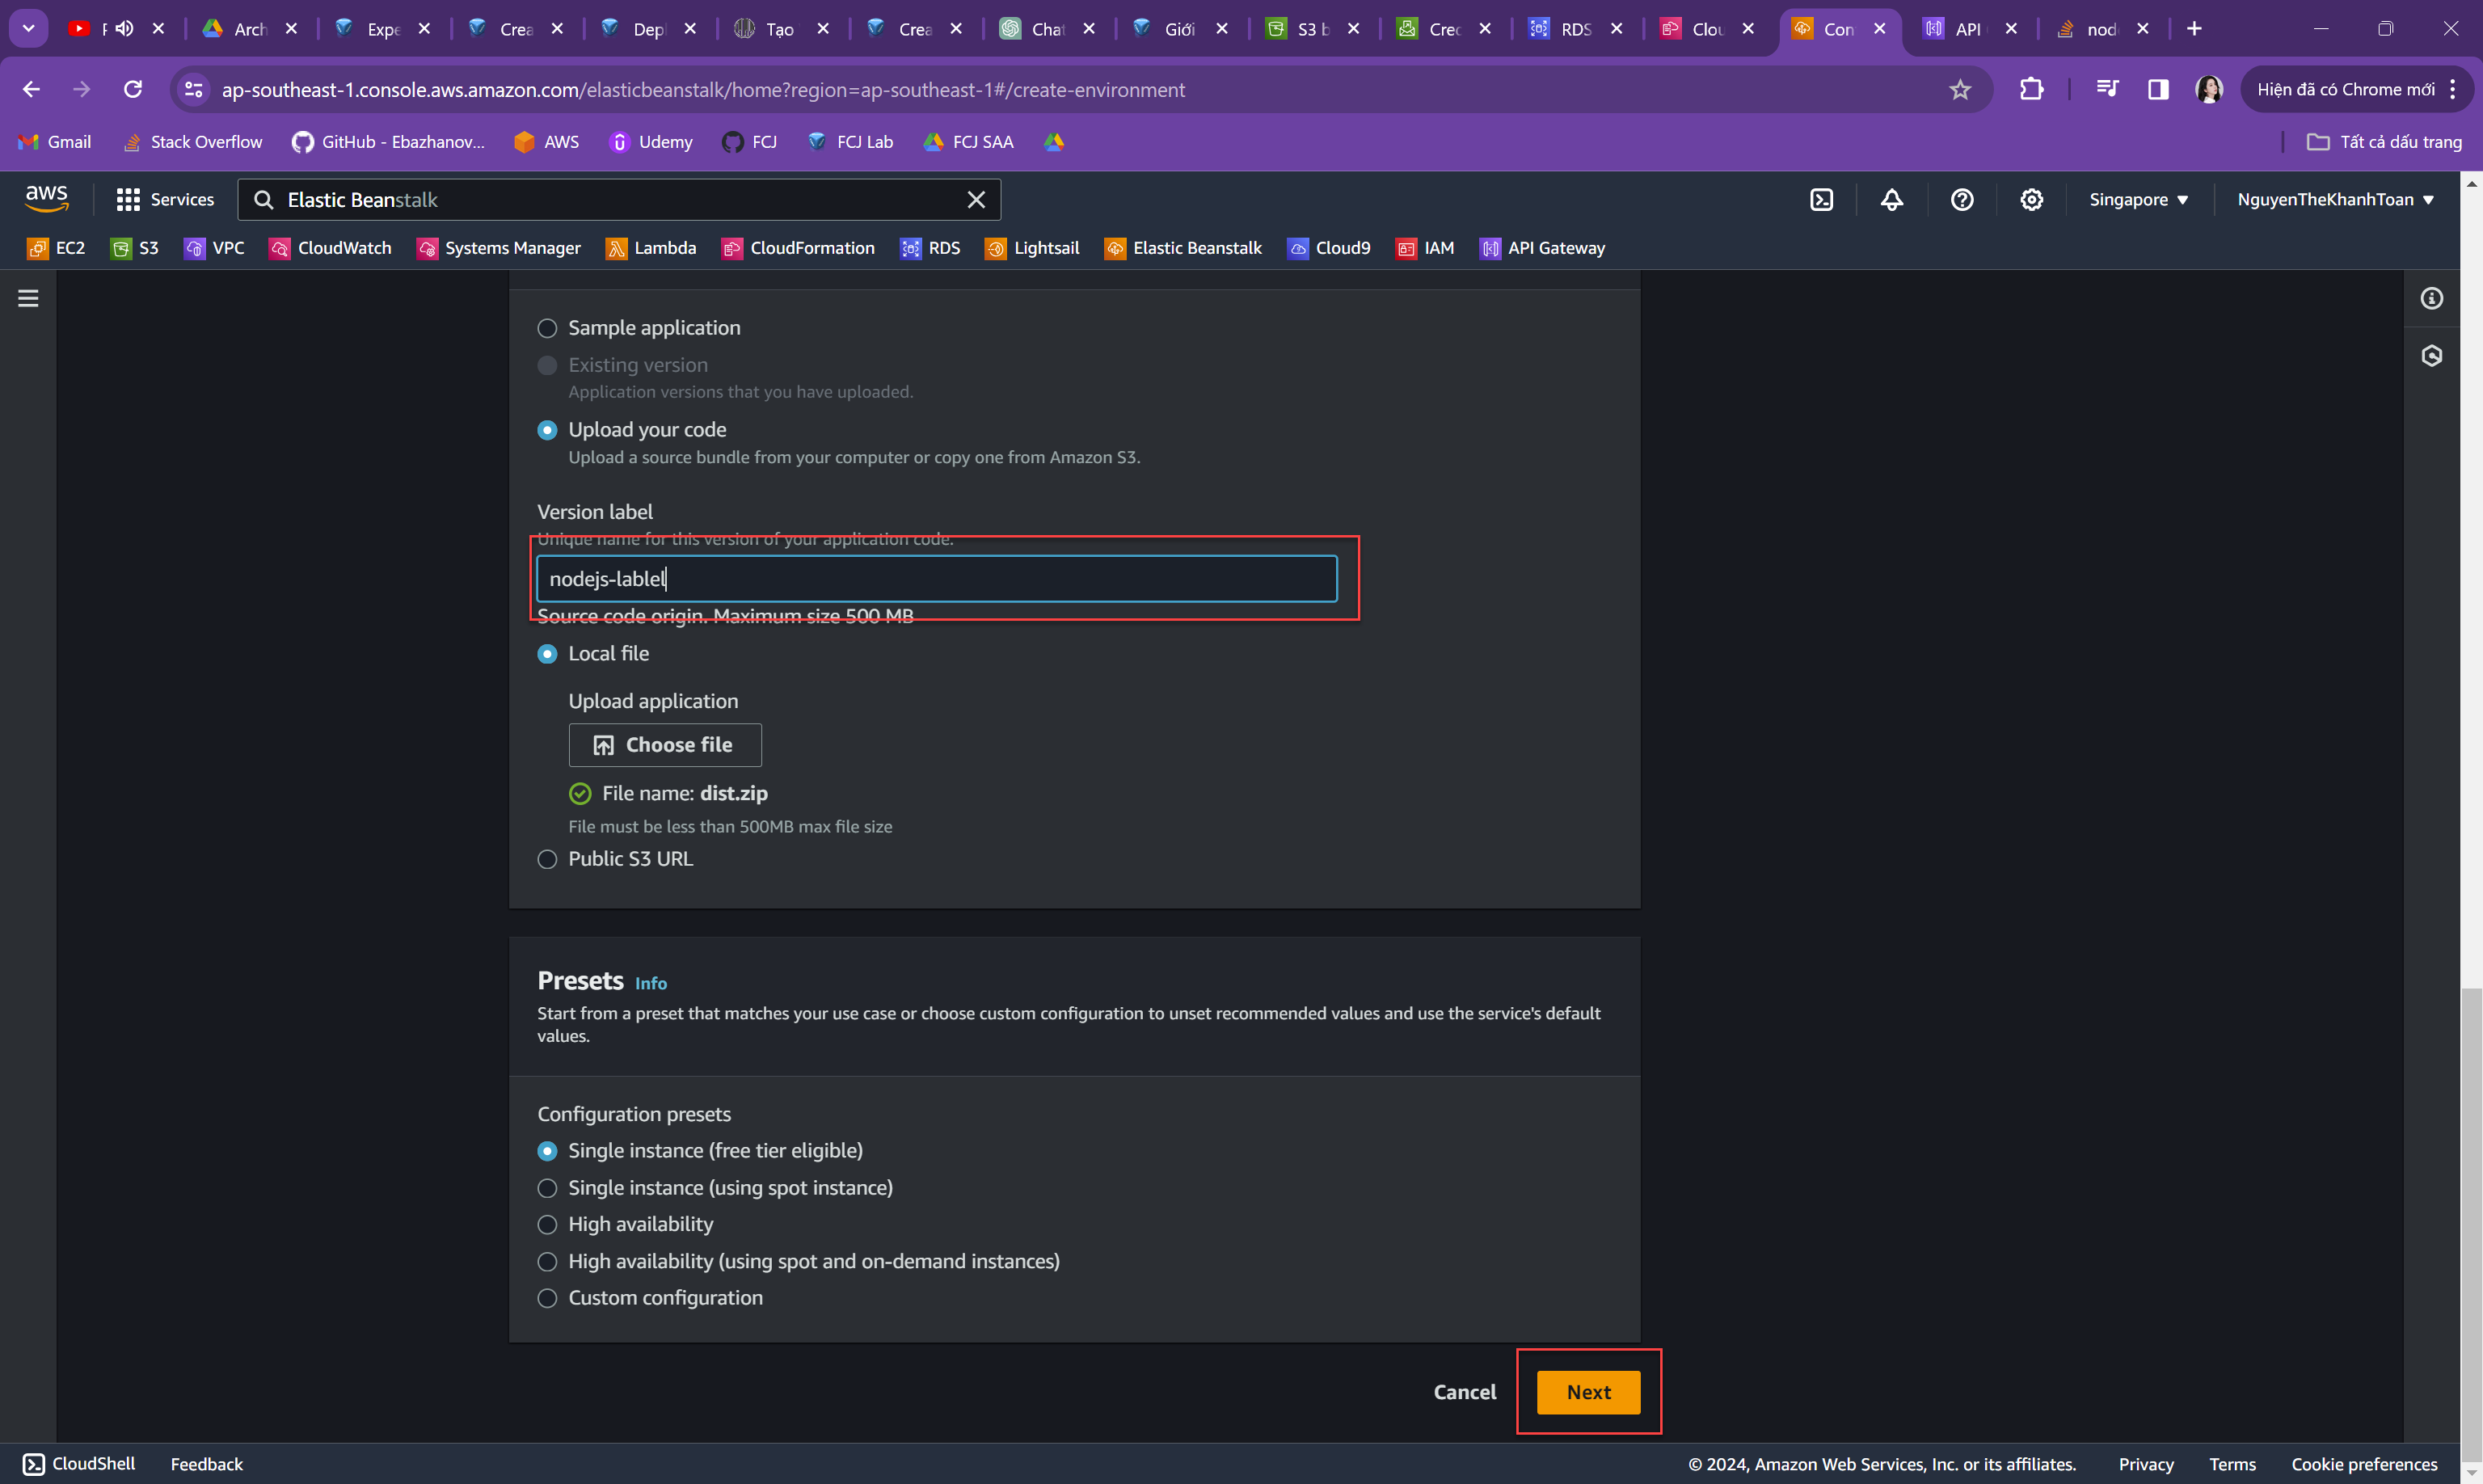 Arch
Expe
Crea
Depl
Tạo
Crea
Chat
Giới
S3 b
Crec
RDS
Clou
Con
API
nod
ap-southeast-1.console.aws.amazon.com/elasticbeanstalk/home?region=ap-southeast-1#/create-environment
Hiện đã có Chrome mới
Gmail
Stack Overflow
GitHub - Ebazhanov...
AWS
Udemy
FCJ
FCJ Lab
FCJ SAA
Tất cả dấu trang
aws
Services
Elastic Beanstalk
Singapore
NguyenTheKhanhToan
EC2
S3
VPC
CloudWatch
Systems Manager
Lambda
CloudFormation
RDS
Lightsail
Elastic Beanstalk
Cloud9
IAM
API Gateway
Sample application
Existing version
Application versions that you have uploaded.
Upload your code
Upload a source bundle from your computer or copy one from Amazon S3.
Version label
Unique name for this version of your application code.
nodejs-lablel
Source code origin. Maximum size 500 MB
Local file
Upload application
Choose file
File name: dist.zip
File must be less than 500MB max file size
Public S3 URL
Presets Info
Start from a preset that matches your use case or choose custom configuration to unset recommended values and use the service's default
values.
Configuration presets
Single instance (free tier eligible)
Single instance (using spot instance)
High availability
High availability (using spot and on-demand instances)
Custom configuration
Cancel
Next
CloudShell
Feedback
© 2024, Amazon Web Services, Inc. or its affiliates.
Privacy
Terms
Cookie preferences